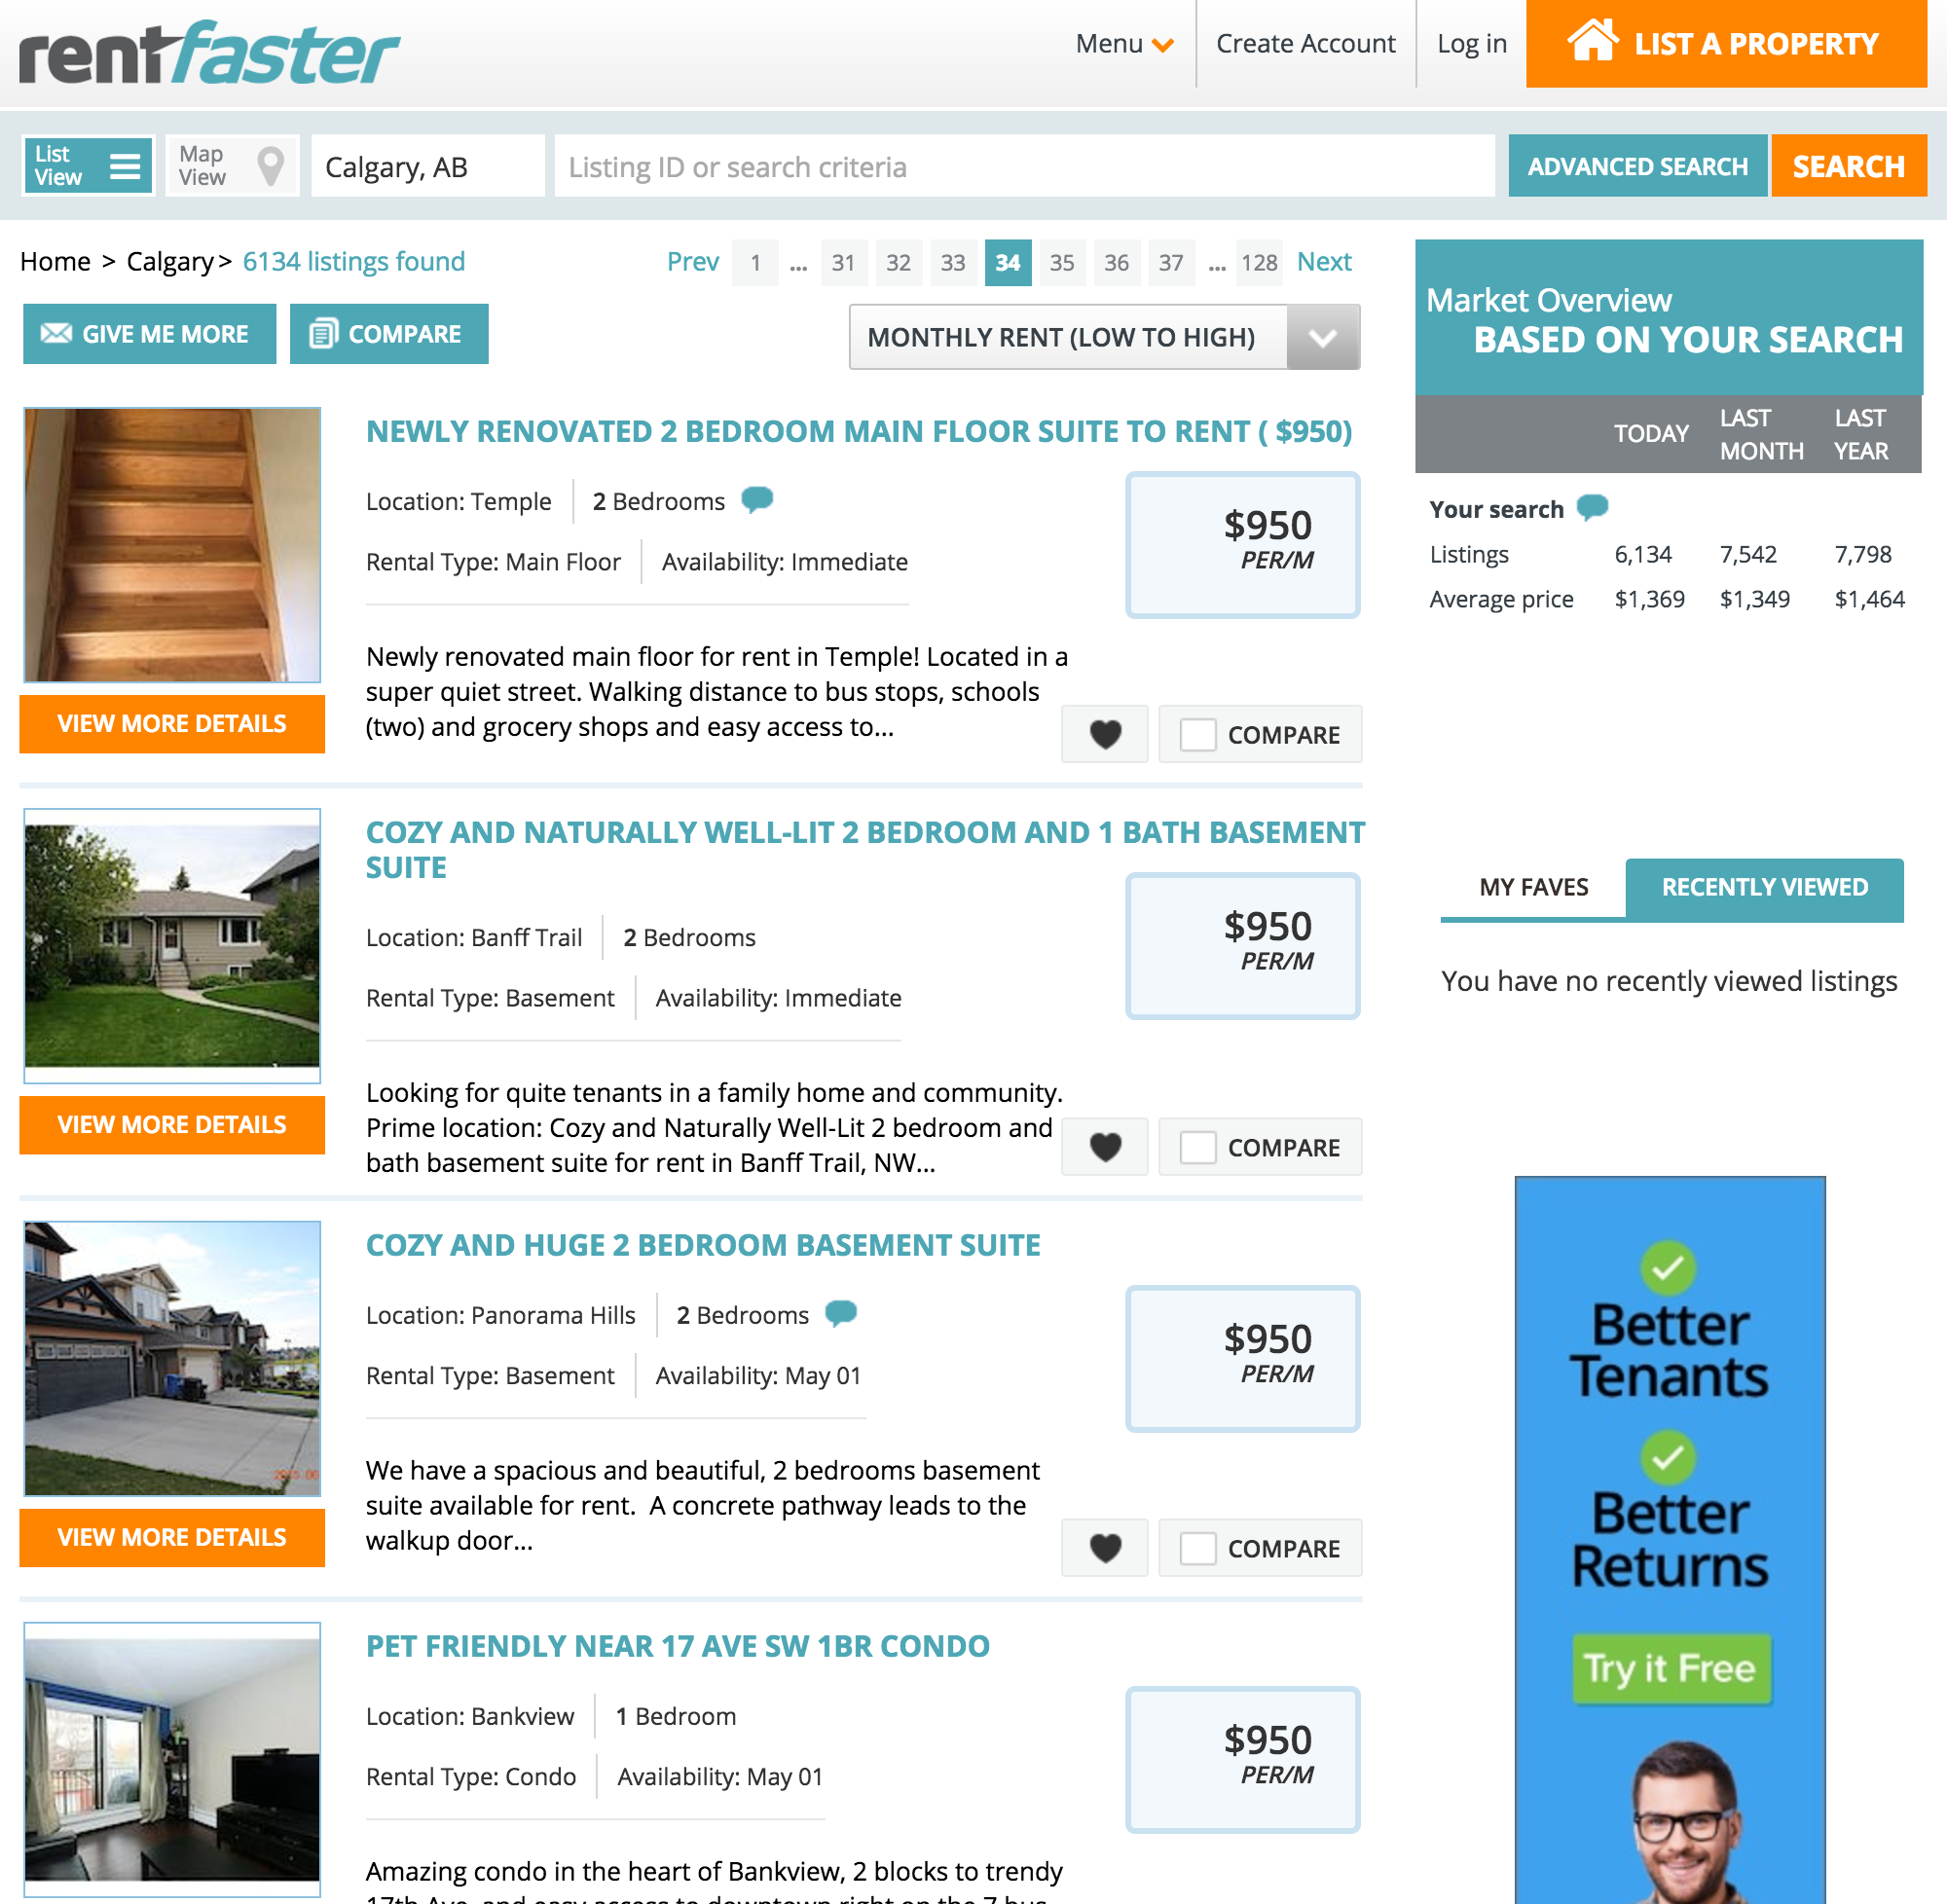 rentfaster
Menu
Create Account
Log in
LIST A PROPERTY
List
View
Map
View
Calgary, AB
Listing ID or search criteria
ADVANCED SEARCH
SEARCH
Home > Calgary > 6134 listings found
Prev 1 ... 31 32 33 34 35 36 37 ... 128 Next
GIVE ME MORE
COMPARE
MONTHLY RENT (LOW TO HIGH)
NEWLY RENOVATED 2 BEDROOM MAIN FLOOR SUITE TO RENT ( $950)
Location: Temple
2 Bedrooms
Rental Type: Main Floor
Availability: Immediate
$950
PER/M
Newly renovated main floor for rent in Temple! Located in a
super quiet street. Walking distance to bus stops, schools
(two) and grocery shops and easy access to...
VIEW MORE DETAILS
COMPARE
COZY AND NATURALLY WELL-LIT 2 BEDROOM AND 1 BATH BASEMENT
SUITE
Location: Banff Trail
2 Bedrooms
Rental Type: Basement
Availability: Immediate
$950
PER/M
Looking for quite tenants in a family home and community.
Prime location: Cozy and Naturally Well-Lit 2 bedroom and
bath basement suite for rent in Banff Trail, NW...
VIEW MORE DETAILS
COMPARE
COZY AND HUGE 2 BEDROOM BASEMENT SUITE
Location: Panorama Hills
2 Bedrooms
Rental Type: Basement
Availability: May 01
$950
PER/M
We have a spacious and beautiful, 2 bedrooms basement
suite available for rent.  A concrete pathway leads to the
walkup door...
VIEW MORE DETAILS
COMPARE
PET FRIENDLY NEAR 17 AVE SW 1BR CONDO
Location: Bankview
1 Bedroom
Rental Type: Condo
Availability: May 01
$950
PER/M
Amazing condo in the heart of Bankview, 2 blocks to trendy
17th Ave, and easy access to downtown right on the 7 bus
Market Overview
BASED ON YOUR SEARCH
TODAY
LAST
MONTH
LAST
YEAR
Your search
Listings 6,134 7,542 7,798
Average price $1,369 $1,349 $1,464
MY FAVES
RECENTLY VIEWED
You have no recently viewed listings
Better
Tenants
Better
Returns
Try it Free